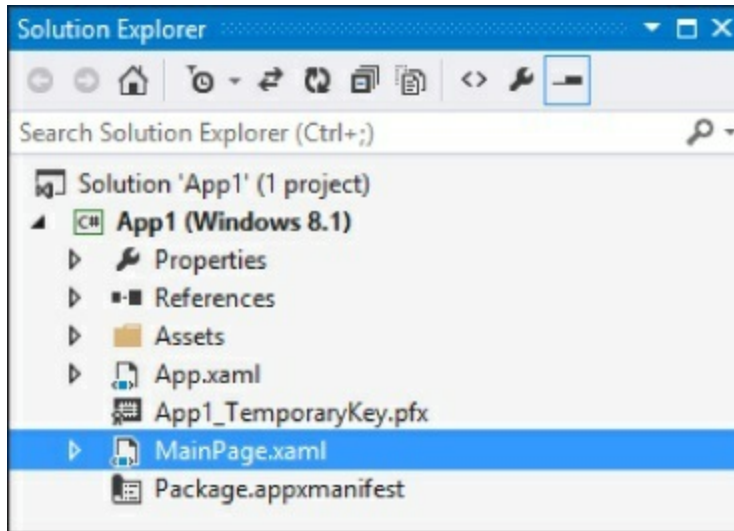 Solution Explorer
Search Solution Explorer (Ctrl+;)
Solution 'App1' (1 project)
C# App1 (Windows 8.1)
Properties
References
Assets
App.xaml
App1_TemporaryKey.pfx
MainPage.xaml
Package.appxmanifest